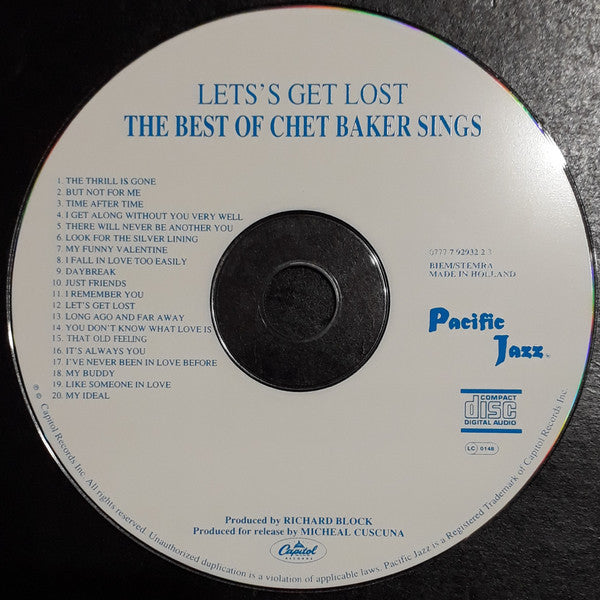 LETS'S GET LOST
THE BEST OF CHET BAKER SINGS
1. THE THRILL IS GONE
2. BUT NOT FOR ME
3. TIME AFTER TIME
4. I GET ALONG WITHOUT YOU VERY WELL
5. THERE WILL NEVER BE ANOTHER YOU
6. LOOK FOR THE SILVER LINING
7. MY FUNNY VALENTINE
8. I FALL IN LOVE TOO EASILY
9. DAYBREAK
10. JUST FRIENDS
11. I REMEMBER YOU
12. LET'S GET LOST
13. LONG AGO AND FAR AWAY
14. YOU DON'T KNOW WHAT LOVE IS
15. THAT OLD FEELING
16. IT'S ALWAYS YOU
17. I'VE NEVER BEEN IN LOVE BEFORE
18. MY BUDDY
19. LIKE SOMEONE IN LOVE
20. MY IDEAL
0777 7 92932 2 3
BIEM/STEMRA
MADE IN HOLLAND
Pacific
Jazz
COMPACT
disc
DIGITAL AUDIO
LC 0148
Produced by RICHARD BLOCK
Produced for release by MICHEAL CUSCUNA
Capitol
RECORDS
℗ © Capitol Records Inc. All rights reserved. Unauthorized duplication is a violation of applicable laws. Pacific Jazz is a Registered Trademark of Capitol Records Inc.